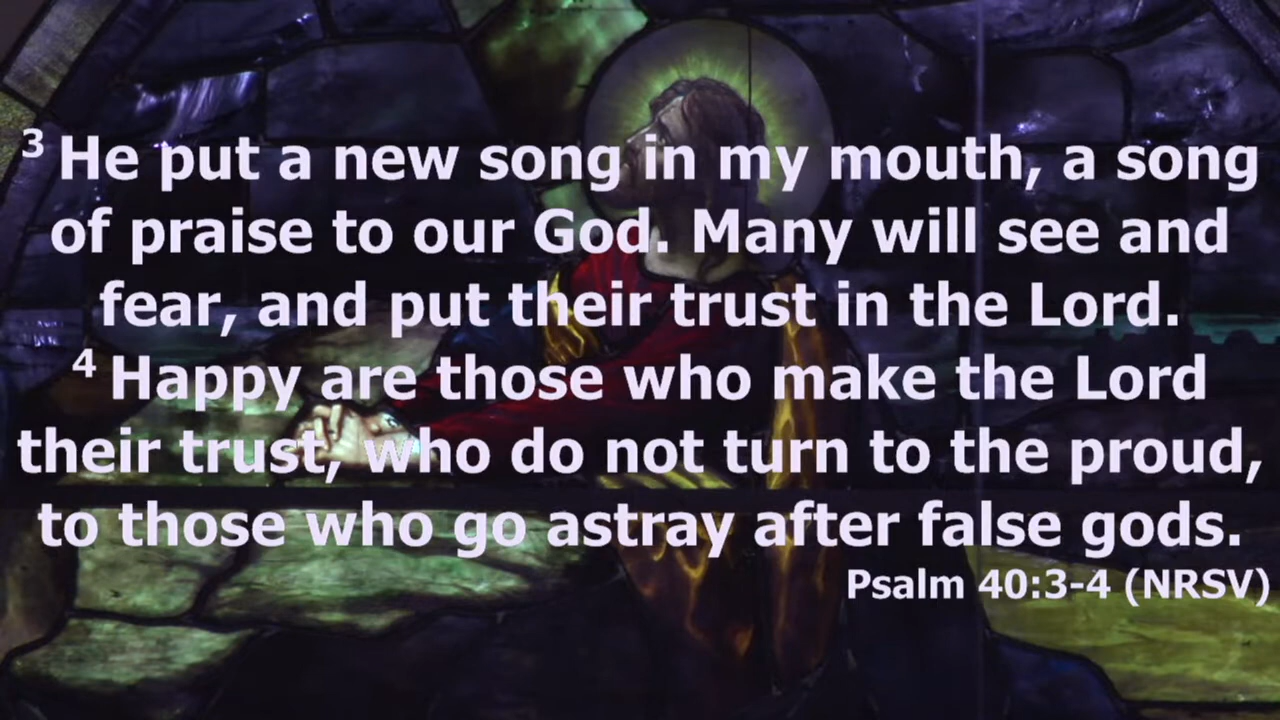 3 He put a new song in my mouth, a song
of praise to our God. Many will see and
fear, and put their trust in the Lord.
4 Happy are those who make the Lord
their trust, who do not turn to the proud,
to those who go astray after false gods.
Psalm 40:3-4 (NRSV)